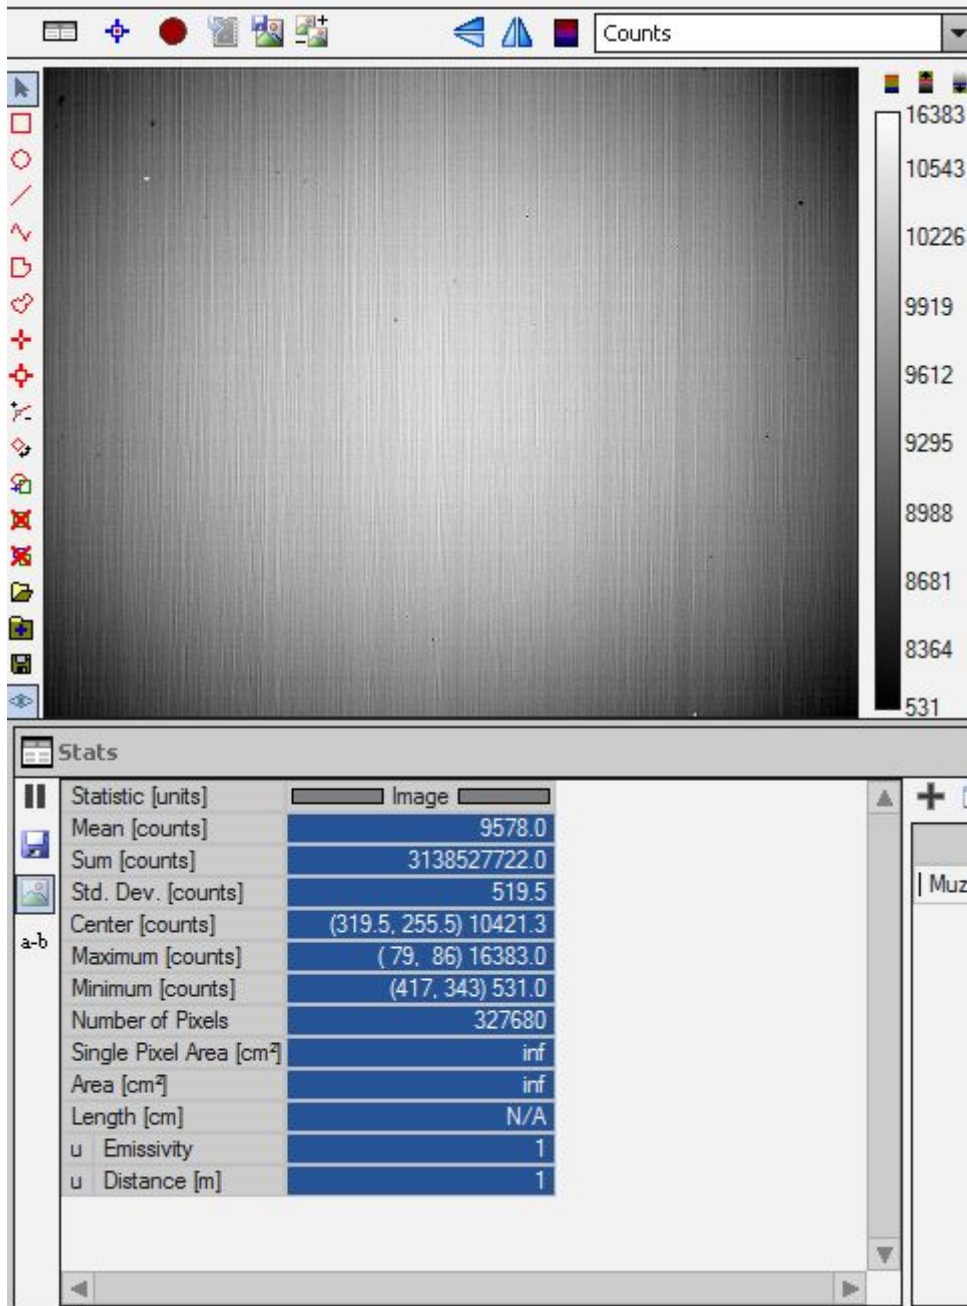 Counts
16383
10543
10226
9919
9612
9295
8988
8681
8364
531
Stats
Statistic [units] Image
Mean [counts] 9578.0
Sum [counts] 3138527722.0
Std. Dev. [counts] 519.5
Center [counts] (319.5, 255.5) 10421.3
Maximum [counts] ( 79, 86) 16383.0
Minimum [counts] (417, 343) 531.0
Number of Pixels 327680
Single Pixel Area [cm²] inf
Area [cm²] inf
Length [cm] N/A
u Emissivity 1
u Distance [m] 1
a-b
Muz